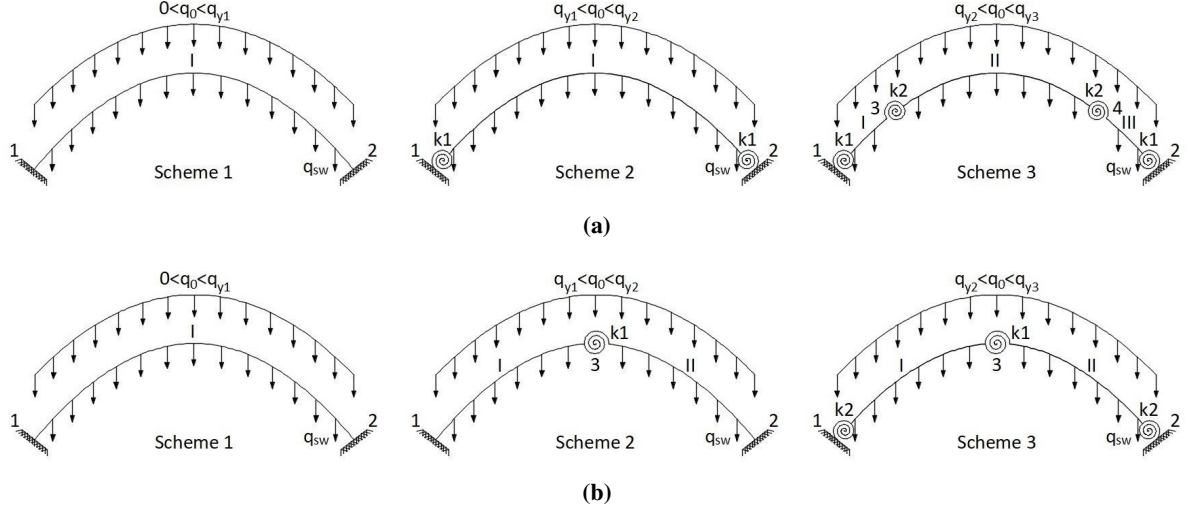 0<q₀<qy1 qy1<q₀<qy2 qy2<q₀<qy3
I I II
k2 k2
3 4
I III
1 2 1 k1 k1 2 1 k1 k1 2
qsw qsw qsw
Scheme 1 Scheme 2 Scheme 3
(a)
0<q₀<qy1 qy1<q₀<qy2 qy2<q₀<qy3
I k1 k1
I 3 II I 3 II
1 2 1 2 1 k2 k2 2
qsw qsw qsw
Scheme 1 Scheme 2 Scheme 3
(b)